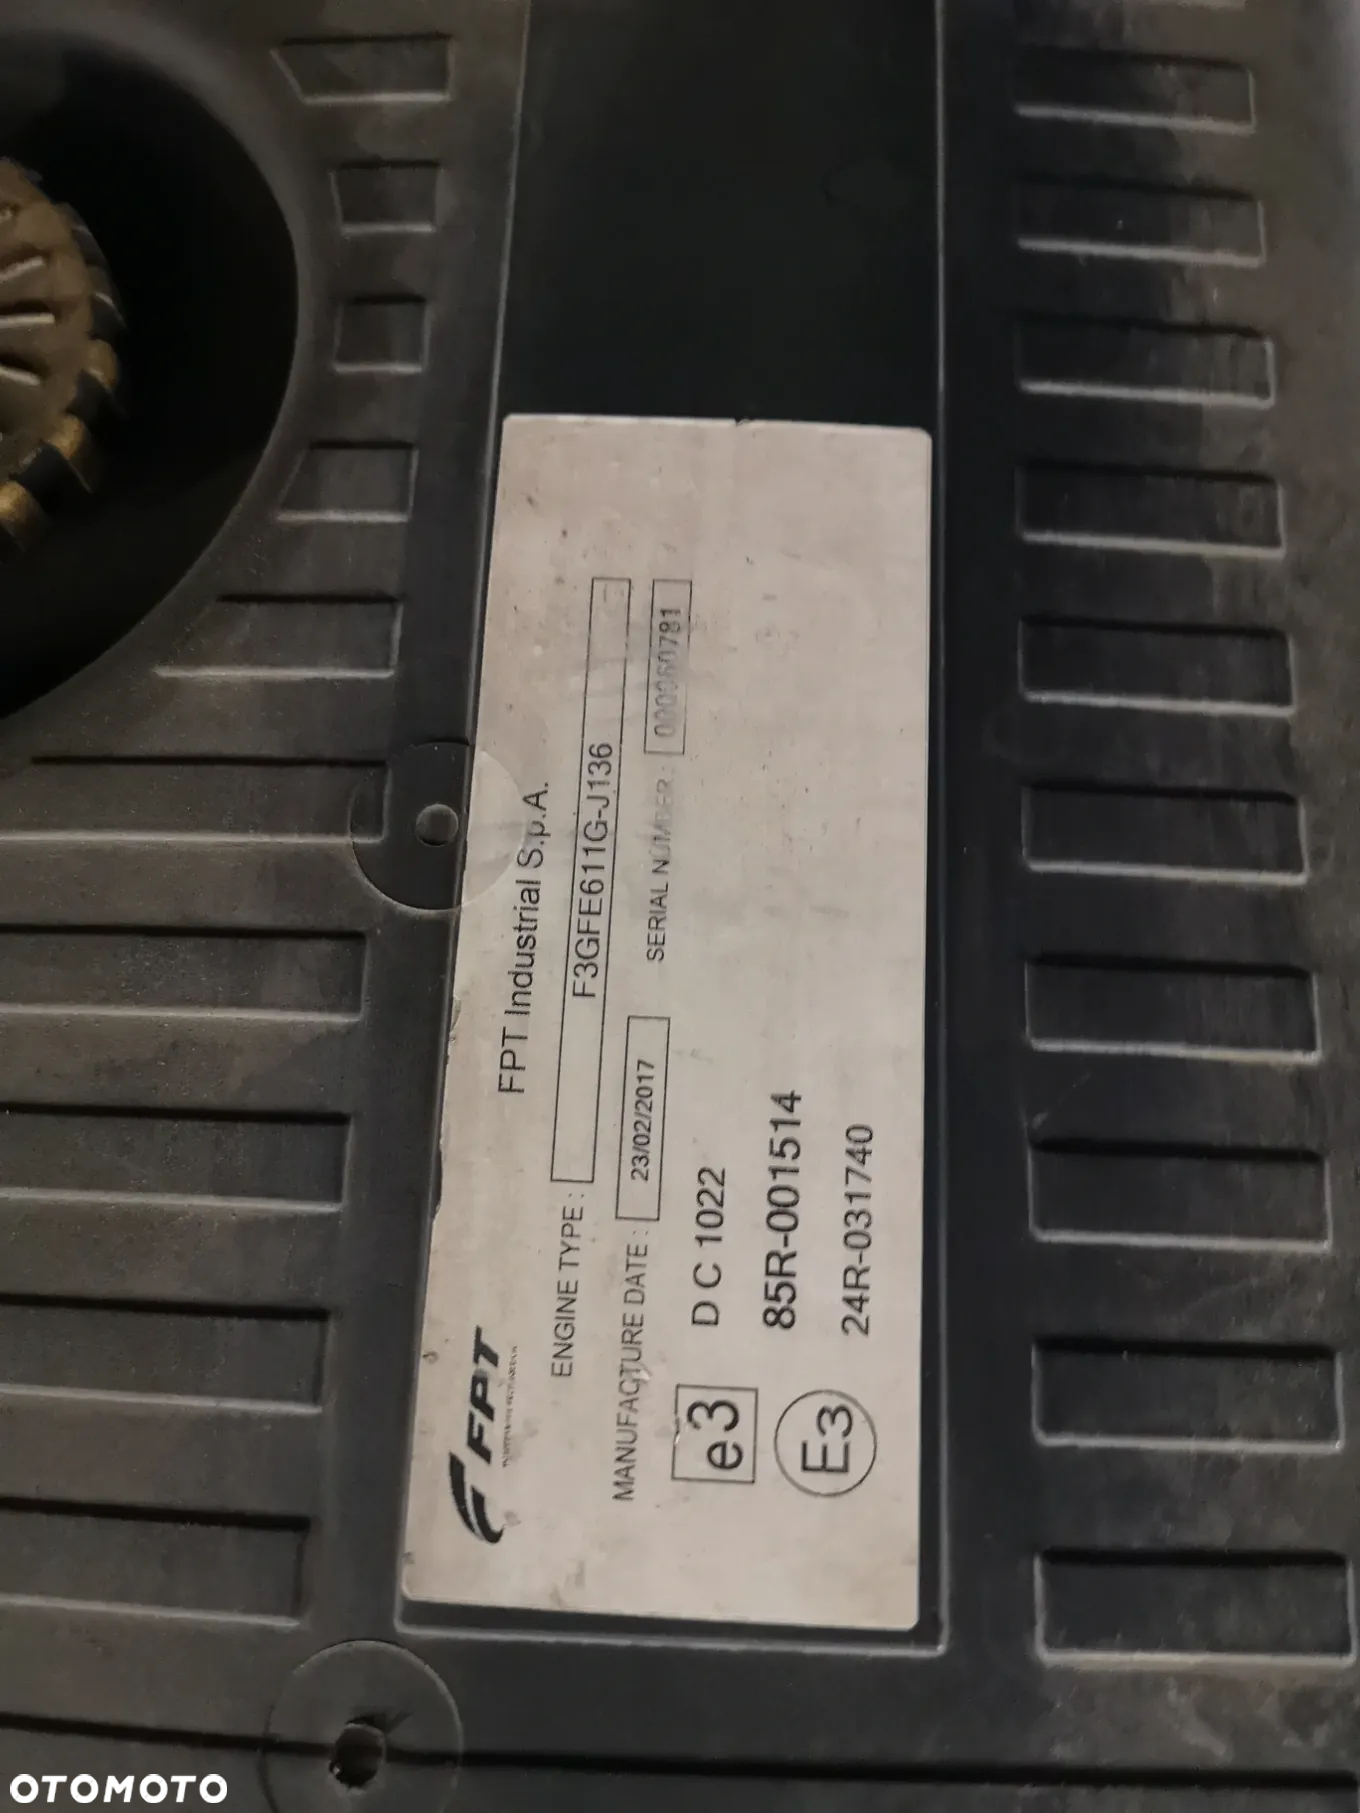 FPT
FPT Industrial S.p.A.
ENGINE TYPE : F3GFE611G-J136
MANUFACTURE DATE : 23/02/2017 SERIAL NUMBER : 000060781
e3 D C 1022
E3 85R-001514
24R-031740
OTOMOTO